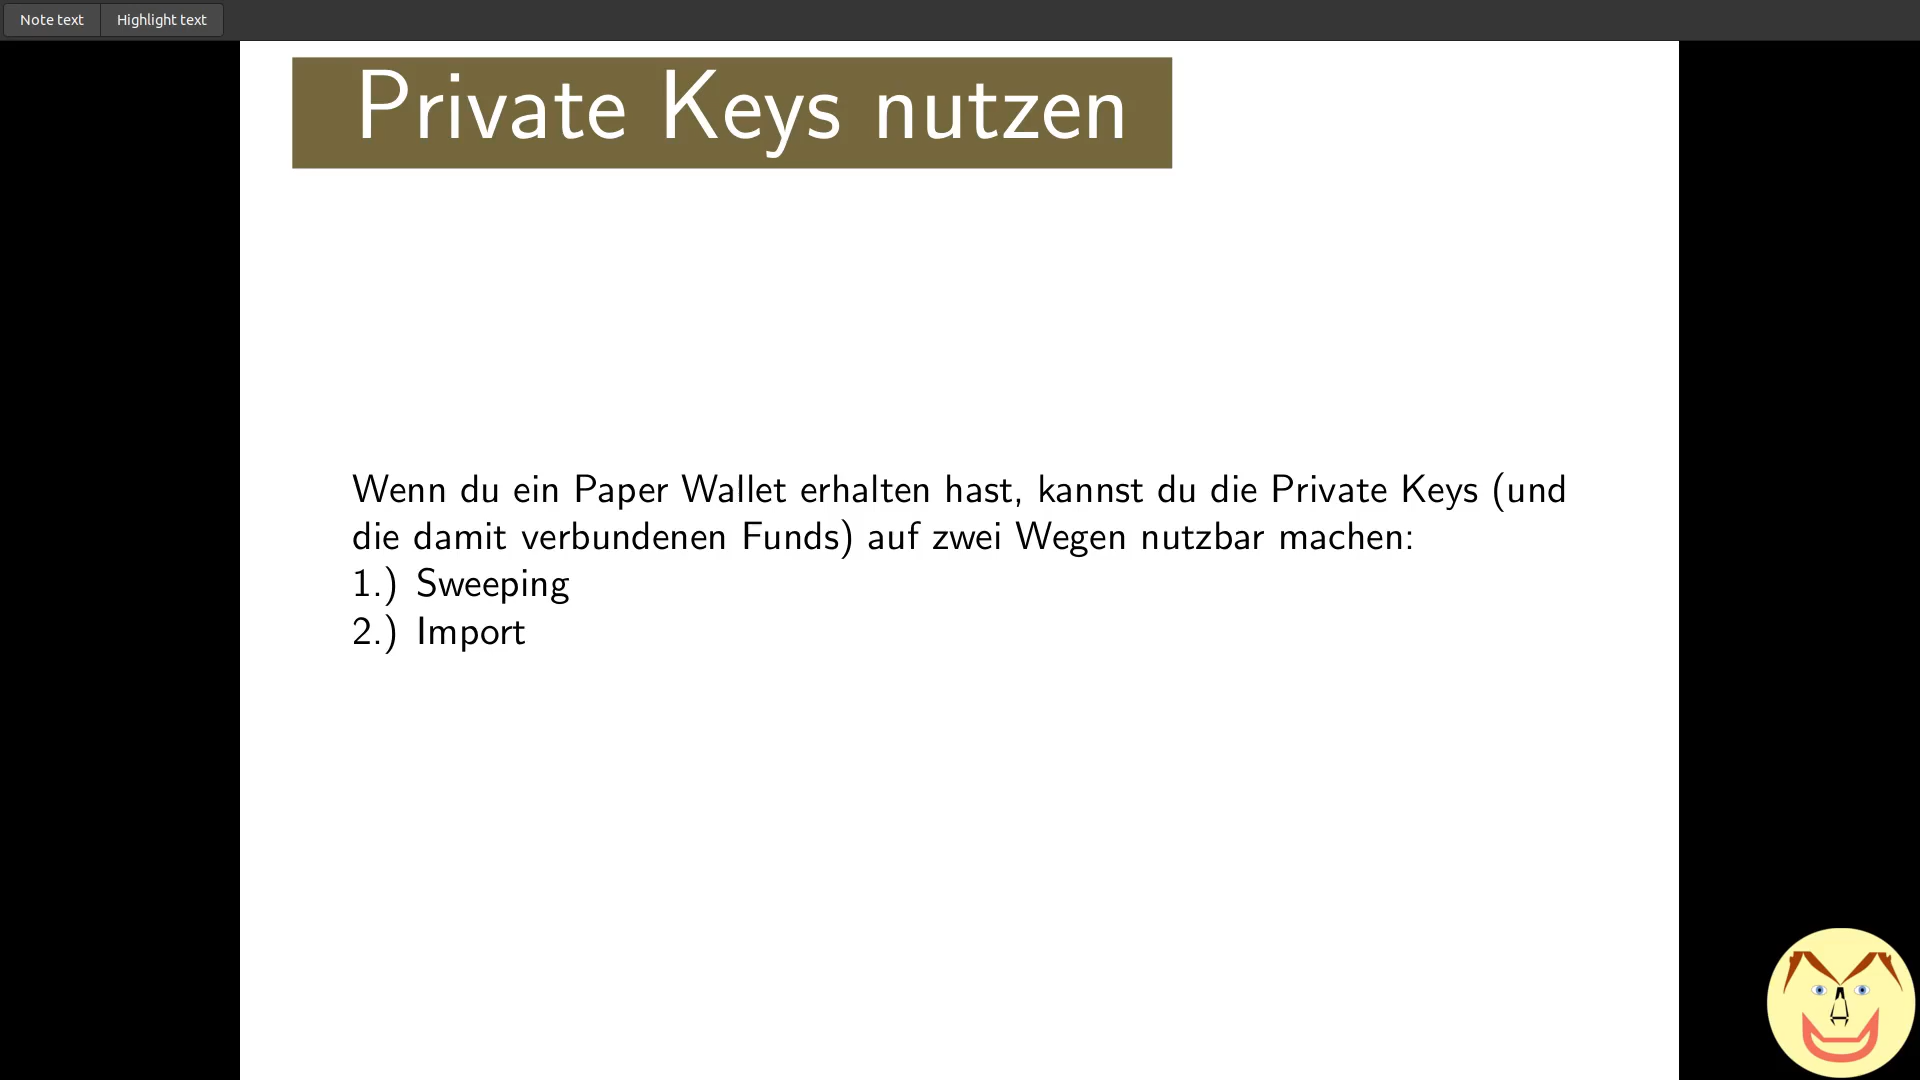 Note text
Highlight text
Private Keys nutzen
Wenn du ein Paper Wallet erhalten hast, kannst du die Private Keys (und
die damit verbundenen Funds) auf zwei Wegen nutzbar machen:
1.) Sweeping
2.) Import